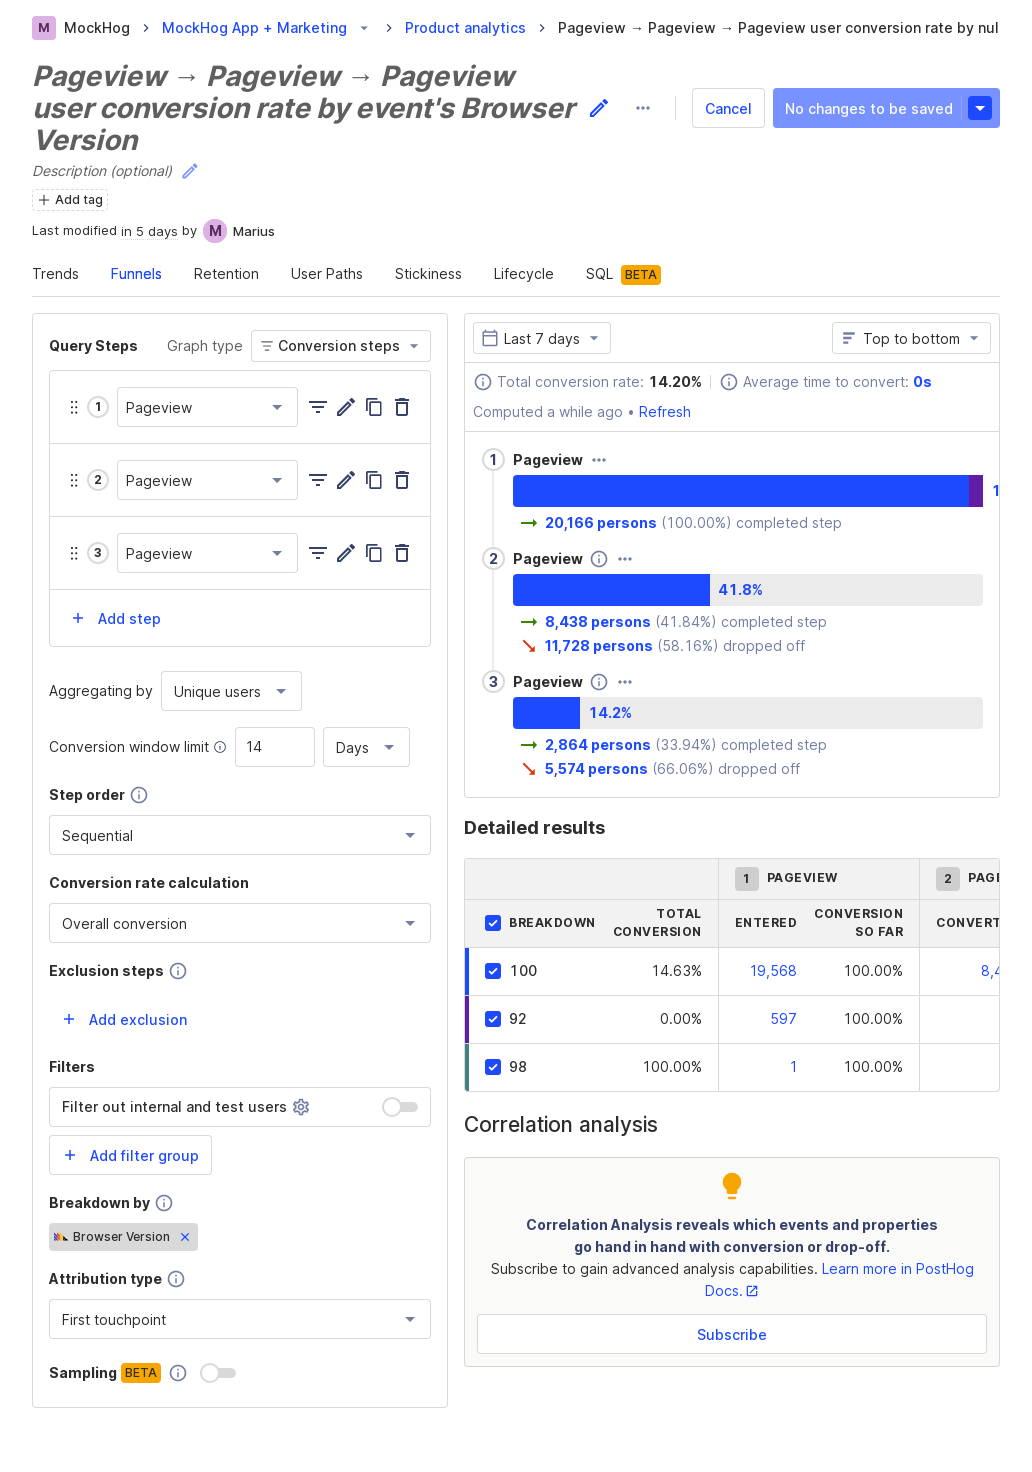 M MockHog > MockHog App + Marketing > Product analytics > Pageview → Pageview → Pageview user conversion rate by nul
Pageview → Pageview → Pageview
user conversion rate by event's Browser
Version
Cancel
No changes to be saved
Description (optional)
Add tag
Last modified in 5 days by M Marius
Trends Funnels Retention User Paths Stickiness Lifecycle SQL BETA
Query Steps Graph type Conversion steps
1 Pageview
2 Pageview
3 Pageview
+ Add step
Aggregating by Unique users
Conversion window limit 14 Days
Step order
Sequential
Conversion rate calculation
Overall conversion
Exclusion steps
+ Add exclusion
Filters
Filter out internal and test users
+ Add filter group
Breakdown by
Browser Version ×
Attribution type
First touchpoint
Sampling BETA
Last 7 days Top to bottom
Total conversion rate: 14.20% Average time to convert: 0s
Computed a while ago • Refresh
1 Pageview
1
→ 20,166 persons (100.00%) completed step
2 Pageview
41.8%
→ 8,438 persons (41.84%) completed step
↘ 11,728 persons (58.16%) dropped off
3 Pageview
14.2%
→ 2,864 persons (33.94%) completed step
↘ 5,574 persons (66.06%) dropped off
Detailed results
1 PAGEVIEW 2 PAGE
BREAKDOWN TOTAL CONVERSION ENTERED CONVERSION SO FAR CONVERT
100 14.63% 19,568 100.00% 8,4
92 0.00% 597 100.00%
98 100.00% 1 100.00%
Correlation analysis
Correlation Analysis reveals which events and properties
go hand in hand with conversion or drop-off.
Subscribe to gain advanced analysis capabilities. Learn more in PostHog
Docs.
Subscribe